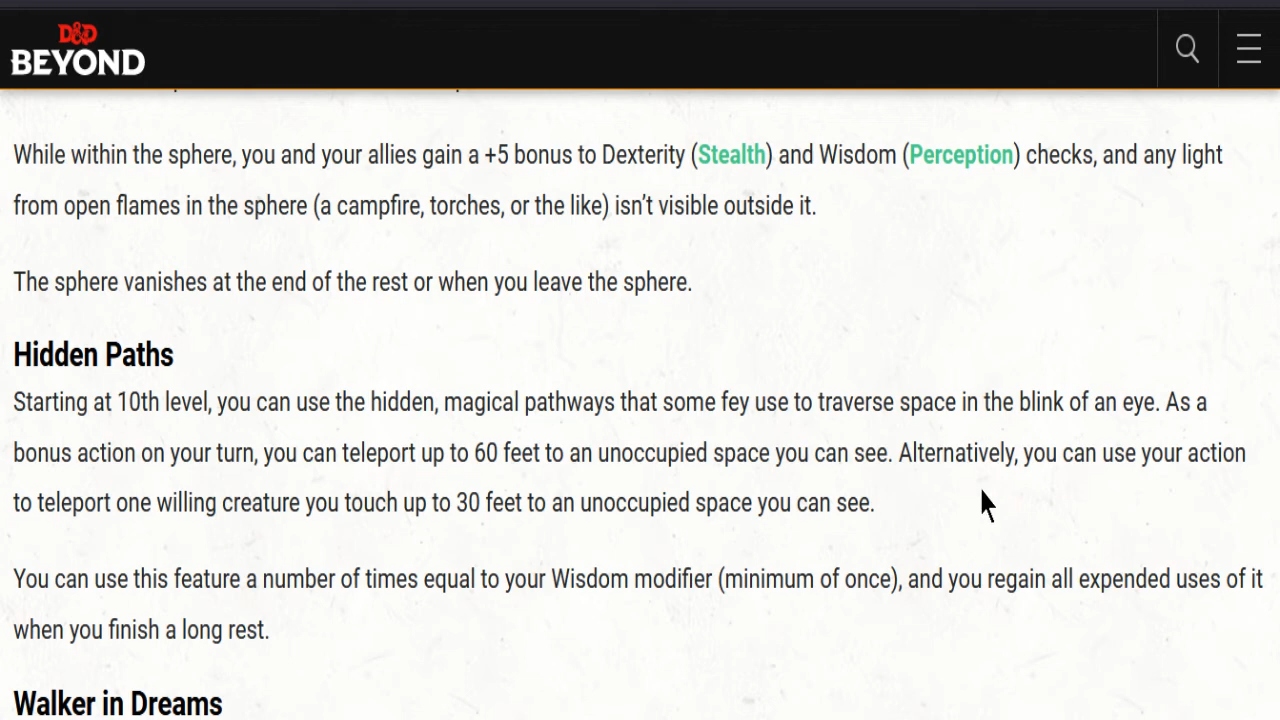 D&D
BEYOND
While within the sphere, you and your allies gain a +5 bonus to Dexterity (Stealth) and Wisdom (Perception) checks, and any light
from open flames in the sphere (a campfire, torches, or the like) isn’t visible outside it.
The sphere vanishes at the end of the rest or when you leave the sphere.
Hidden Paths
Starting at 10th level, you can use the hidden, magical pathways that some fey use to traverse space in the blink of an eye. As a
bonus action on your turn, you can teleport up to 60 feet to an unoccupied space you can see. Alternatively, you can use your action
to teleport one willing creature you touch up to 30 feet to an unoccupied space you can see.
You can use this feature a number of times equal to your Wisdom modifier (minimum of once), and you regain all expended uses of it
when you finish a long rest.
Walker in Dreams